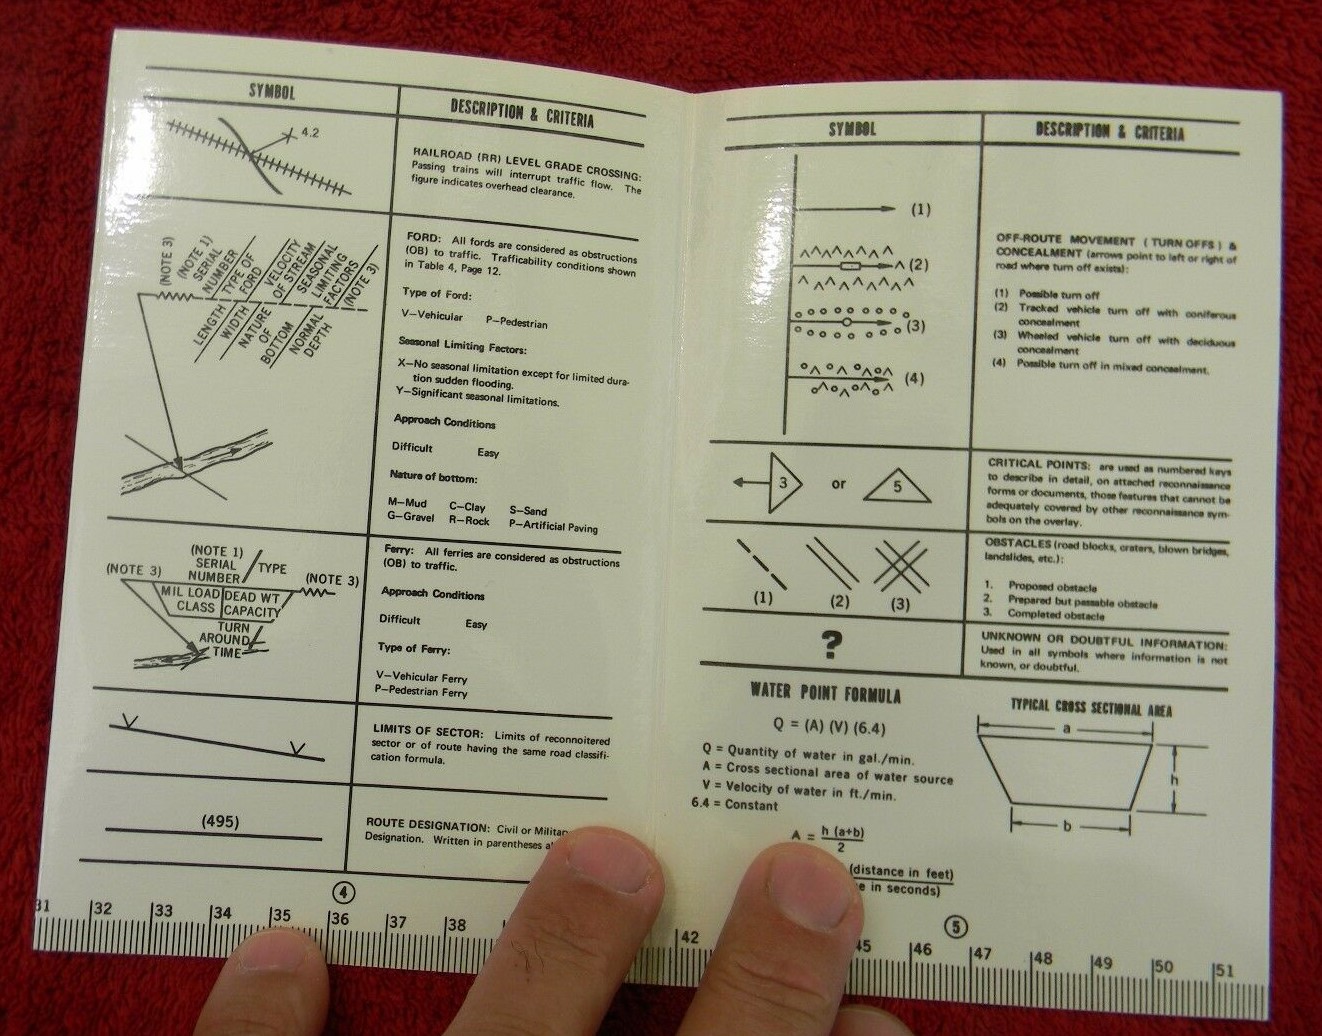 SYMBOL
DESCRIPTION & CRITERIA
4.2
RAILROAD (RR) LEVEL GRADE CROSSING:
Passing trains will interrupt traffic flow. The
figure indicates overhead clearance.
(NOTE 3)
(NOTE 1)
SERIAL
NUMBER
TYPE OF
FORD
VELOCITY
OF STREAM
SEASONAL
LIMITING
FACTORS
(NOTE 3)
LENGTH
WIDTH
NATURE
OF
BOTTOM
NORMAL
DEPTH
FORD: All fords are considered as obstructions
(OB) to traffic. Trafficability conditions shown
in Table 4, Page 12.
Type of Ford:
V—Vehicular P—Pedestrian
Seasonal Limiting Factors:
X—No seasonal limitation except for limited dura-
tion sudden flooding.
Y—Significant seasonal limitations.
Approach Conditions
Difficult Easy
Nature of bottom:
M—Mud C—Clay S—Sand
G—Gravel R—Rock P—Artificial Paving
(NOTE 1)
SERIAL
NUMBER
TYPE
(NOTE 3)
(NOTE 3)
MIL LOAD
CLASS
DEAD WT
CAPACITY
TURN
AROUND
TIME
Ferry: All ferries are considered as obstructions
(OB) to traffic.
Approach Conditions
Difficult Easy
Type of Ferry:
V—Vehicular Ferry
P—Pedestrian Ferry
LIMITS OF SECTOR: Limits of reconnoitered
sector or of route having the same road classifi-
cation formula.
(495)
ROUTE DESIGNATION: Civil or Militar
Designation. Written in parentheses
4
31 32 33 34 35 36 37 38
SYMBOL
DESCRIPTION & CRITERIA
(1)
(2)
(3)
(4)
OFF-ROUTE MOVEMENT (TURN OFFS) &
CONCEALMENT (arrows point to left or right of
road where turn off exists):
(1) Possible turn off
(2) Tracked vehicle turn off with coniferous
concealment
(3) Wheeled vehicle turn off with deciduous
concealment
(4) Possible turn off in mixed concealment.
3 or 5
CRITICAL POINTS: are used as numbered keys
to describe in detail, on attached reconnaissance
forms or documents, those features that cannot be
adequately covered by other reconnaissance sym-
bols on the overlay.
(1) (2) (3)
OBSTACLES (road blocks, craters, blown bridges,
landslides, etc.):
1. Proposed obstacle
2. Prepared but passable obstacle
3. Completed obstacle
?
UNKNOWN OR DOUBTFUL INFORMATION:
Used in all symbols where information is not
known, or doubtful.
WATER POINT FORMULA
Q = (A) (V) (6.4)
Q = Quantity of water in gal./min.
A = Cross sectional area of water source
V = Velocity of water in ft./min.
6.4 = Constant
A = h (a+b)
2
(distance in feet)
in seconds)
TYPICAL CROSS SECTIONAL AREA
a
h
b
5
42 45 46 47 48 49 50 51